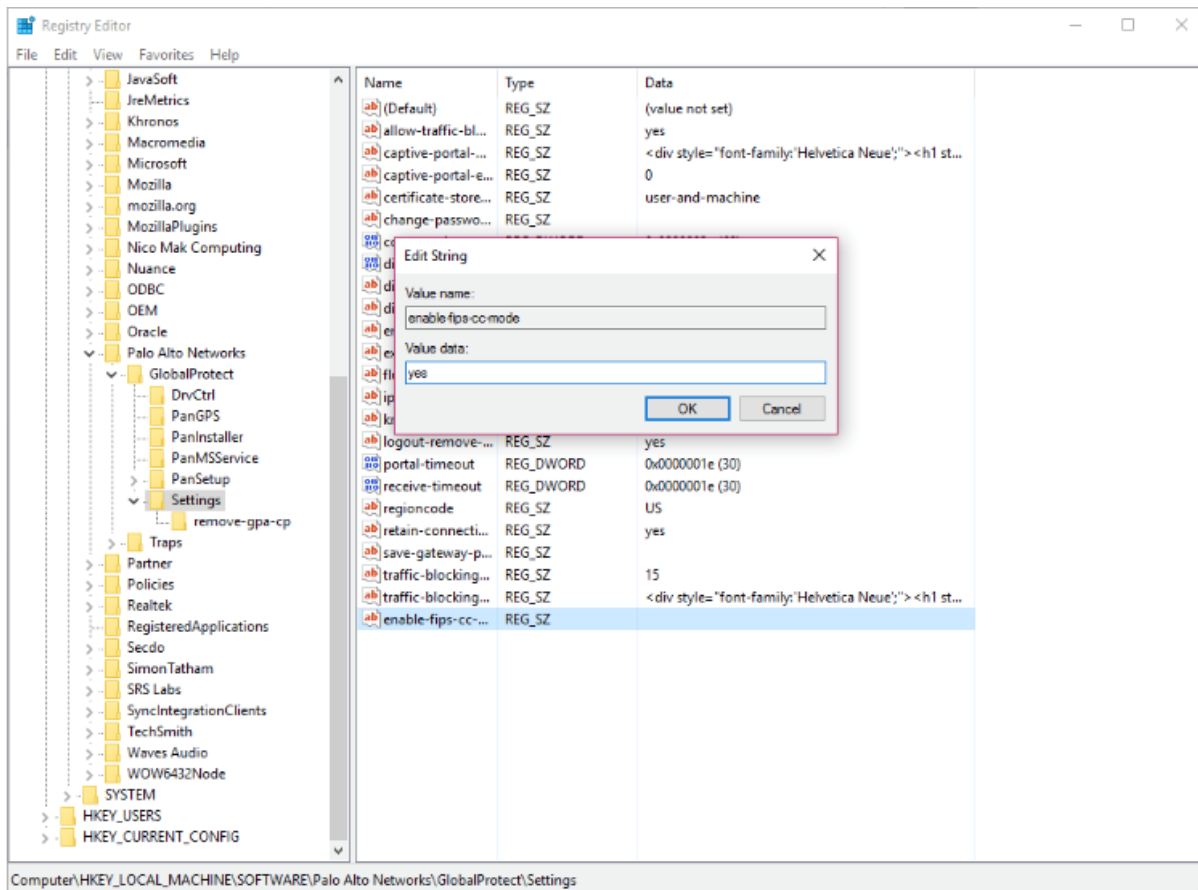 Registry Editor
File Edit View Favorites Help
JavaSoft
JreMetrics
Khronos
Macromedia
Microsoft
Mozilla
mozilla.org
MozillaPlugins
Nico Mak Computing
Nuance
ODBC
OEM
Oracle
Palo Alto Networks
GlobalProtect
DrvCtrl
PanGPS
PanInstaller
PanMSService
PanSetup
Settings
remove-gpa-cp
Traps
Partner
Policies
Realtek
RegisteredApplications
Secdo
SimonTatham
SRS Labs
SyncIntegrationClients
TechSmith
Waves Audio
WOW6432Node
SYSTEM
HKEY_USERS
HKEY_CURRENT_CONFIG
Name Type Data
(Default) REG_SZ (value not set)
allow-traffic-bl... REG_SZ yes
captive-portal-... REG_SZ <div style="font-family:'Helvetica Neue';"><h1 st...
captive-portal-e... REG_SZ 0
certificate-store... REG_SZ user-and-machine
change-passwo... REG_SZ
Edit String
Value name:
enable-fips-cc-mode
Value data:
yes
OK Cancel
logout-remove-... REG_SZ yes
portal-timeout REG_DWORD 0x0000001e (30)
receive-timeout REG_DWORD 0x0000001e (30)
regioncode REG_SZ US
retain-connecti... REG_SZ yes
save-gateway-p... REG_SZ
traffic-blocking... REG_SZ 15
traffic-blocking... REG_SZ <div style="font-family:'Helvetica Neue';"><h1 st...
enable-fips-cc-... REG_SZ
Computer\HKEY_LOCAL_MACHINE\SOFTWARE\Palo Alto Networks\GlobalProtect\Settings